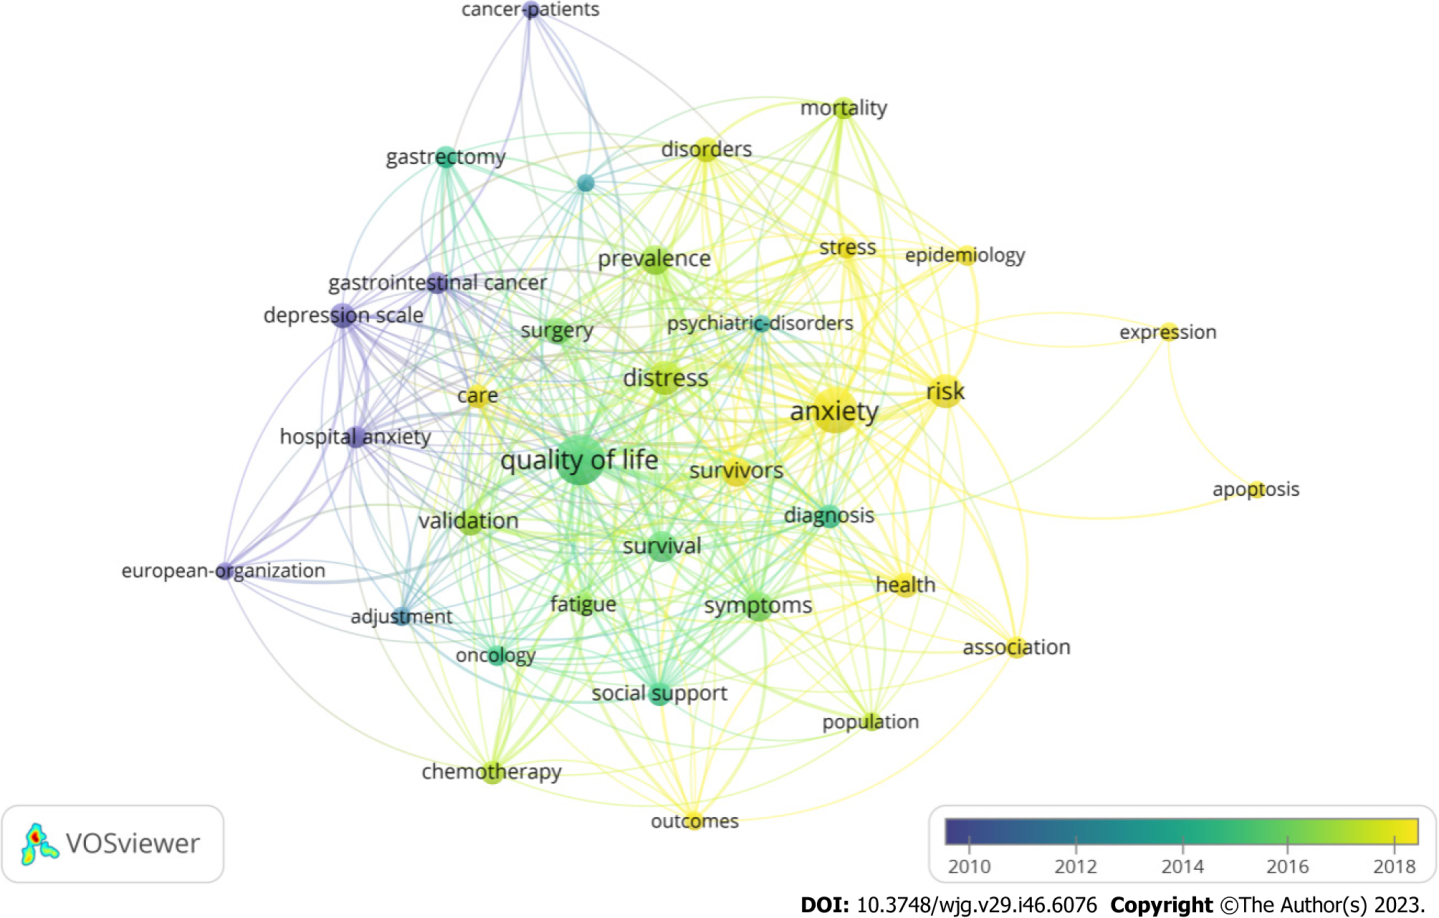 cancer-patients
mortality
disorders
gastrectomy
stress
epidemiology
prevalence
gastrointestinal cancer
depression scale
psychiatric-disorders
surgery
expression
distress
risk
care
anxiety
hospital anxiety
quality of life
survivors
apoptosis
diagnosis
validation
survival
european-organization
health
fatigue
symptoms
adjustment
association
oncology
social support
population
chemotherapy
outcomes
VOSviewer
2010 2012 2014 2016 2018
DOI: 10.3748/wjg.v29.i46.6076 Copyright ©The Author(s) 2023.